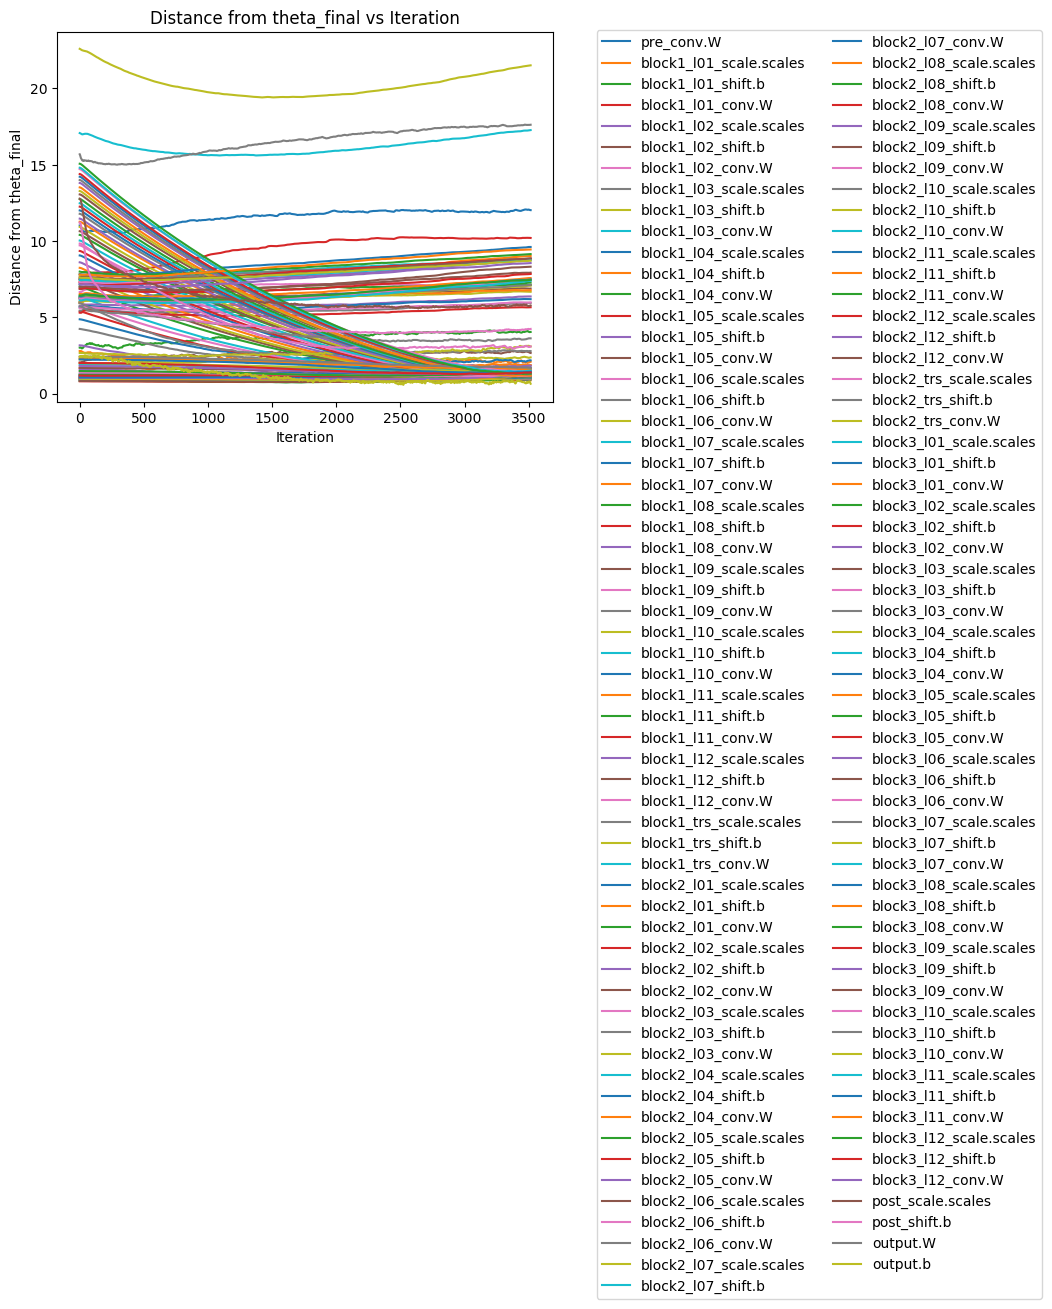 Distance from theta_final vs Iteration
Distance from theta_final
20
15
10
5
0
0 500 1000 1500 2000 2500 3000 3500
Iteration
pre_conv.W
block1_l01_scale.scales
block1_l01_shift.b
block1_l01_conv.W
block1_l02_scale.scales
block1_l02_shift.b
block1_l02_conv.W
block1_l03_scale.scales
block1_l03_shift.b
block1_l03_conv.W
block1_l04_scale.scales
block1_l04_shift.b
block1_l04_conv.W
block1_l05_scale.scales
block1_l05_shift.b
block1_l05_conv.W
block1_l06_scale.scales
block1_l06_shift.b
block1_l06_conv.W
block1_l07_scale.scales
block1_l07_shift.b
block1_l07_conv.W
block1_l08_scale.scales
block1_l08_shift.b
block1_l08_conv.W
block1_l09_scale.scales
block1_l09_shift.b
block1_l09_conv.W
block1_l10_scale.scales
block1_l10_shift.b
block1_l10_conv.W
block1_l11_scale.scales
block1_l11_shift.b
block1_l11_conv.W
block1_l12_scale.scales
block1_l12_shift.b
block1_l12_conv.W
block1_trs_scale.scales
block1_trs_shift.b
block1_trs_conv.W
block2_l01_scale.scales
block2_l01_shift.b
block2_l01_conv.W
block2_l02_scale.scales
block2_l02_shift.b
block2_l02_conv.W
block2_l03_scale.scales
block2_l03_shift.b
block2_l03_conv.W
block2_l04_scale.scales
block2_l04_shift.b
block2_l04_conv.W
block2_l05_scale.scales
block2_l05_shift.b
block2_l05_conv.W
block2_l06_scale.scales
block2_l06_shift.b
block2_l06_conv.W
block2_l07_scale.scales
block2_l07_shift.b
block2_l07_conv.W
block2_l08_scale.scales
block2_l08_shift.b
block2_l08_conv.W
block2_l09_scale.scales
block2_l09_shift.b
block2_l09_conv.W
block2_l10_scale.scales
block2_l10_shift.b
block2_l10_conv.W
block2_l11_scale.scales
block2_l11_shift.b
block2_l11_conv.W
block2_l12_scale.scales
block2_l12_shift.b
block2_l12_conv.W
block2_trs_scale.scales
block2_trs_shift.b
block2_trs_conv.W
block3_l01_scale.scales
block3_l01_shift.b
block3_l01_conv.W
block3_l02_scale.scales
block3_l02_shift.b
block3_l02_conv.W
block3_l03_scale.scales
block3_l03_shift.b
block3_l03_conv.W
block3_l04_scale.scales
block3_l04_shift.b
block3_l04_conv.W
block3_l05_scale.scales
block3_l05_shift.b
block3_l05_conv.W
block3_l06_scale.scales
block3_l06_shift.b
block3_l06_conv.W
block3_l07_scale.scales
block3_l07_shift.b
block3_l07_conv.W
block3_l08_scale.scales
block3_l08_shift.b
block3_l08_conv.W
block3_l09_scale.scales
block3_l09_shift.b
block3_l09_conv.W
block3_l10_scale.scales
block3_l10_shift.b
block3_l10_conv.W
block3_l11_scale.scales
block3_l11_shift.b
block3_l11_conv.W
block3_l12_scale.scales
block3_l12_shift.b
block3_l12_conv.W
post_scale.scales
post_shift.b
output.W
output.b